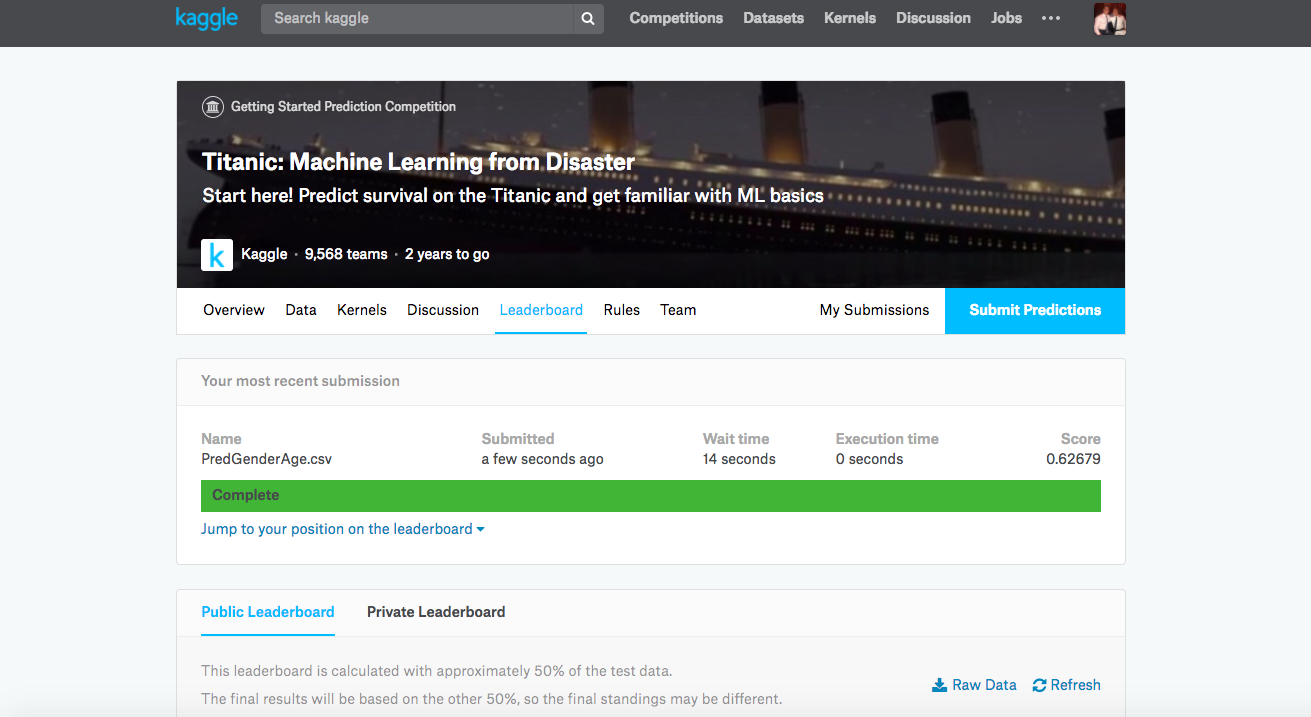 kaggle
Search kaggle
Competitions Datasets Kernels Discussion Jobs •••
Getting Started Prediction Competition
Titanic: Machine Learning from Disaster
Start here! Predict survival on the Titanic and get familiar with ML basics
k
Kaggle · 9,568 teams · 2 years to go
Overview Data Kernels Discussion Leaderboard Rules Team My Submissions Submit Predictions
Your most recent submission
Name Submitted Wait time Execution time Score
PredGenderAge.csv a few seconds ago 14 seconds 0 seconds 0.62679
Complete
Jump to your position on the leaderboard
Public Leaderboard Private Leaderboard
This leaderboard is calculated with approximately 50% of the test data.
Raw Data Refresh
The final results will be based on the other 50%, so the final standings may be different.